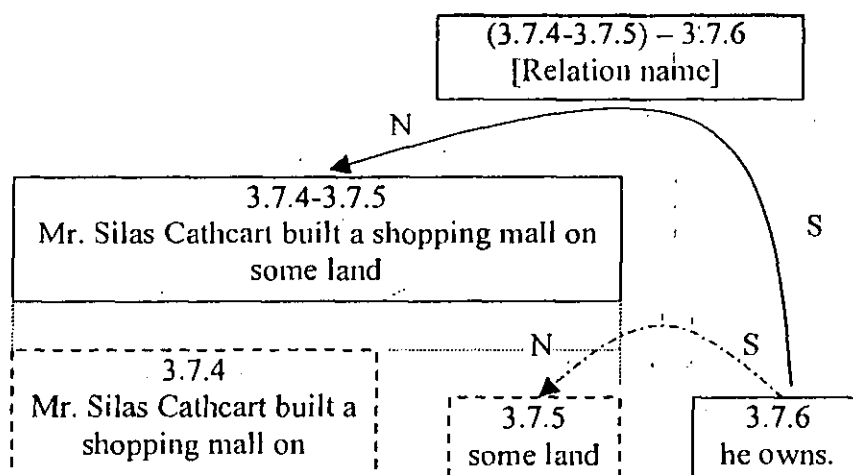 (3.7.4-3.7.5) – 3.7.6
[Relation name]
N
3.7.4-3.7.5
Mr. Silas Cathcart built a shopping mall on
some land
S
N
S
3.7.4
Mr. Silas Cathcart built a
shopping mall on
3.7.5
some land
3.7.6
he owns.